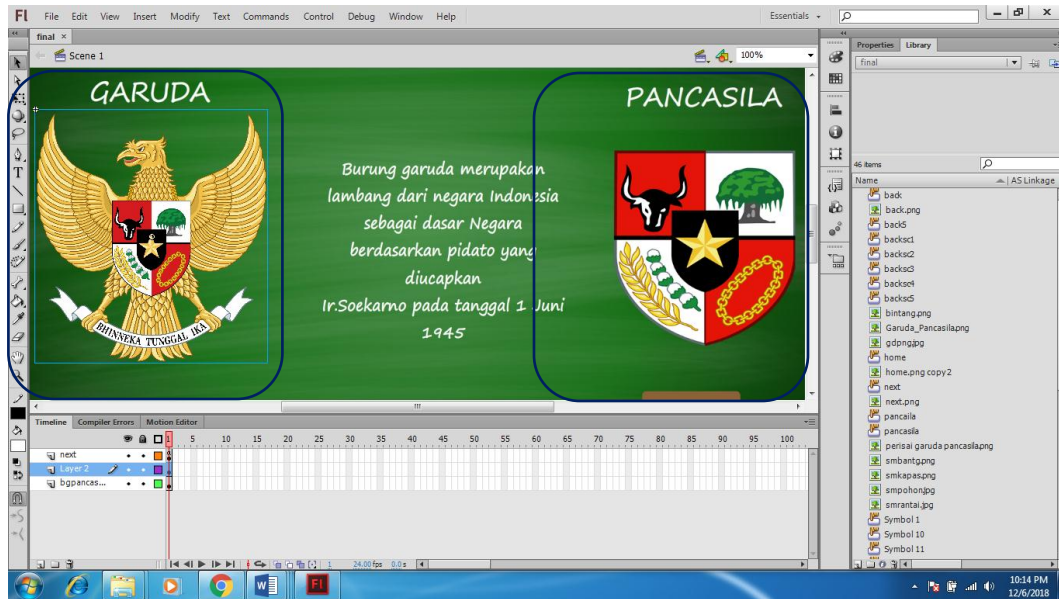 Fl File Edit View Insert Modify Text Commands Control Debug Window Help Essentials
final ×
Scene 1
100%
GARUDA
BHINNEKA TUNGGAL IKA
Burung garuda merupakan
lambang dari negara Indonesia
sebagai dasar Negara
berdasarkan pidato yang
diucapkan
Ir.Soekarno pada tanggal 1 Juni
1945
PANCASILA
Properties Library
final
46 items
Name AS Linkage
back
back.png
back5
backsc1
backsc2
backsc3
backsc4
backsc5
bintang.png
Garuda_Pancasila.png
gdpng.jpg
home
home.png copy 2
next
next.png
pancaila
pancasila
perisai garuda pancasila.png
smbantg.png
smkapas.png
smpohon.jpg
smrantai.jpg
Symbol 1
Symbol 10
Symbol 11
Timeline Compiler Errors Motion Editor
1 5 10 15 20 25 30 35 40 45 50 55 60 65 70 75 80 85 90 95 100
next
Layer 2
bgpancas...
1 24.00 fps 0.0 s
10:14 PM
12/6/2018